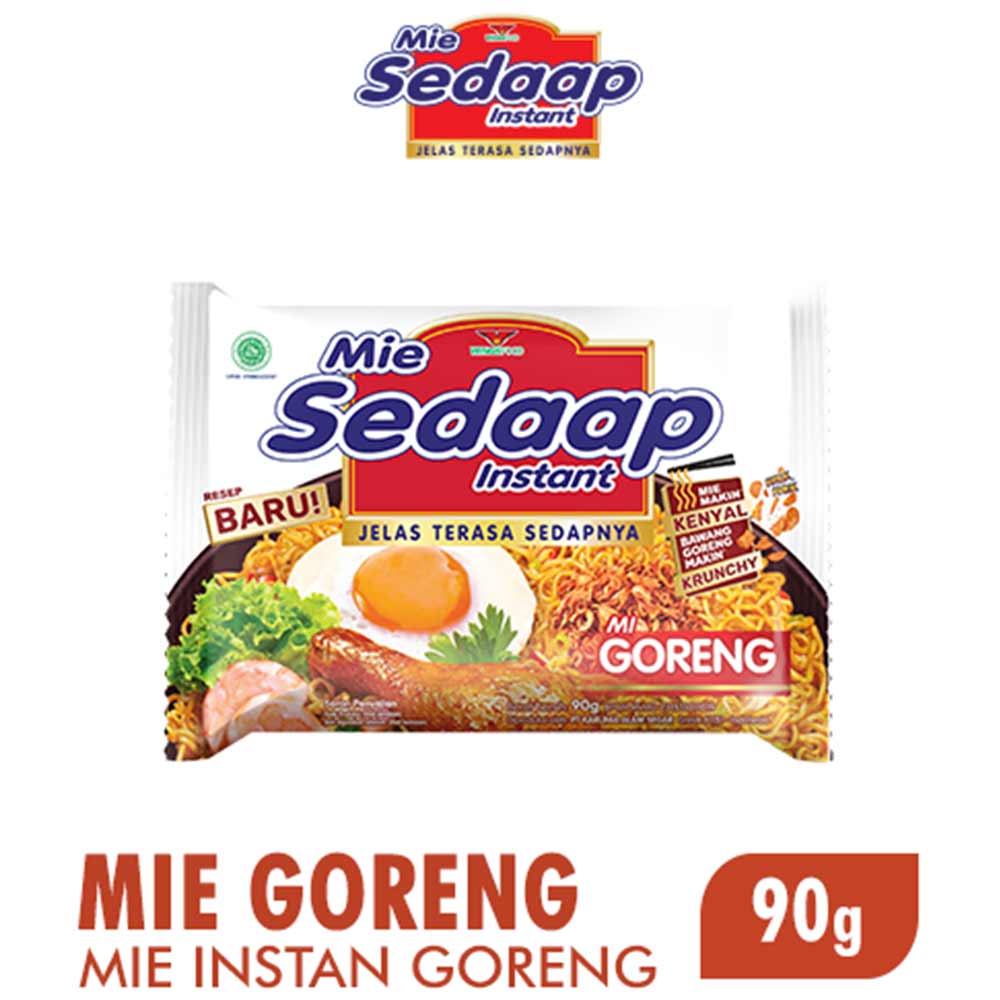 Mie
Sedaap
Instant
JELAS TERASA SEDAPNYA
Mie
Sedaap
Instant
JELAS TERASA SEDAPNYA
RESEP
BARU!
MIE MAKIN
KENYAL
BAWANG
GORENG
MAKIN
KRUNCHY
MI
GORENG
90g
MIE GORENG
MIE INSTAN GORENG
90g